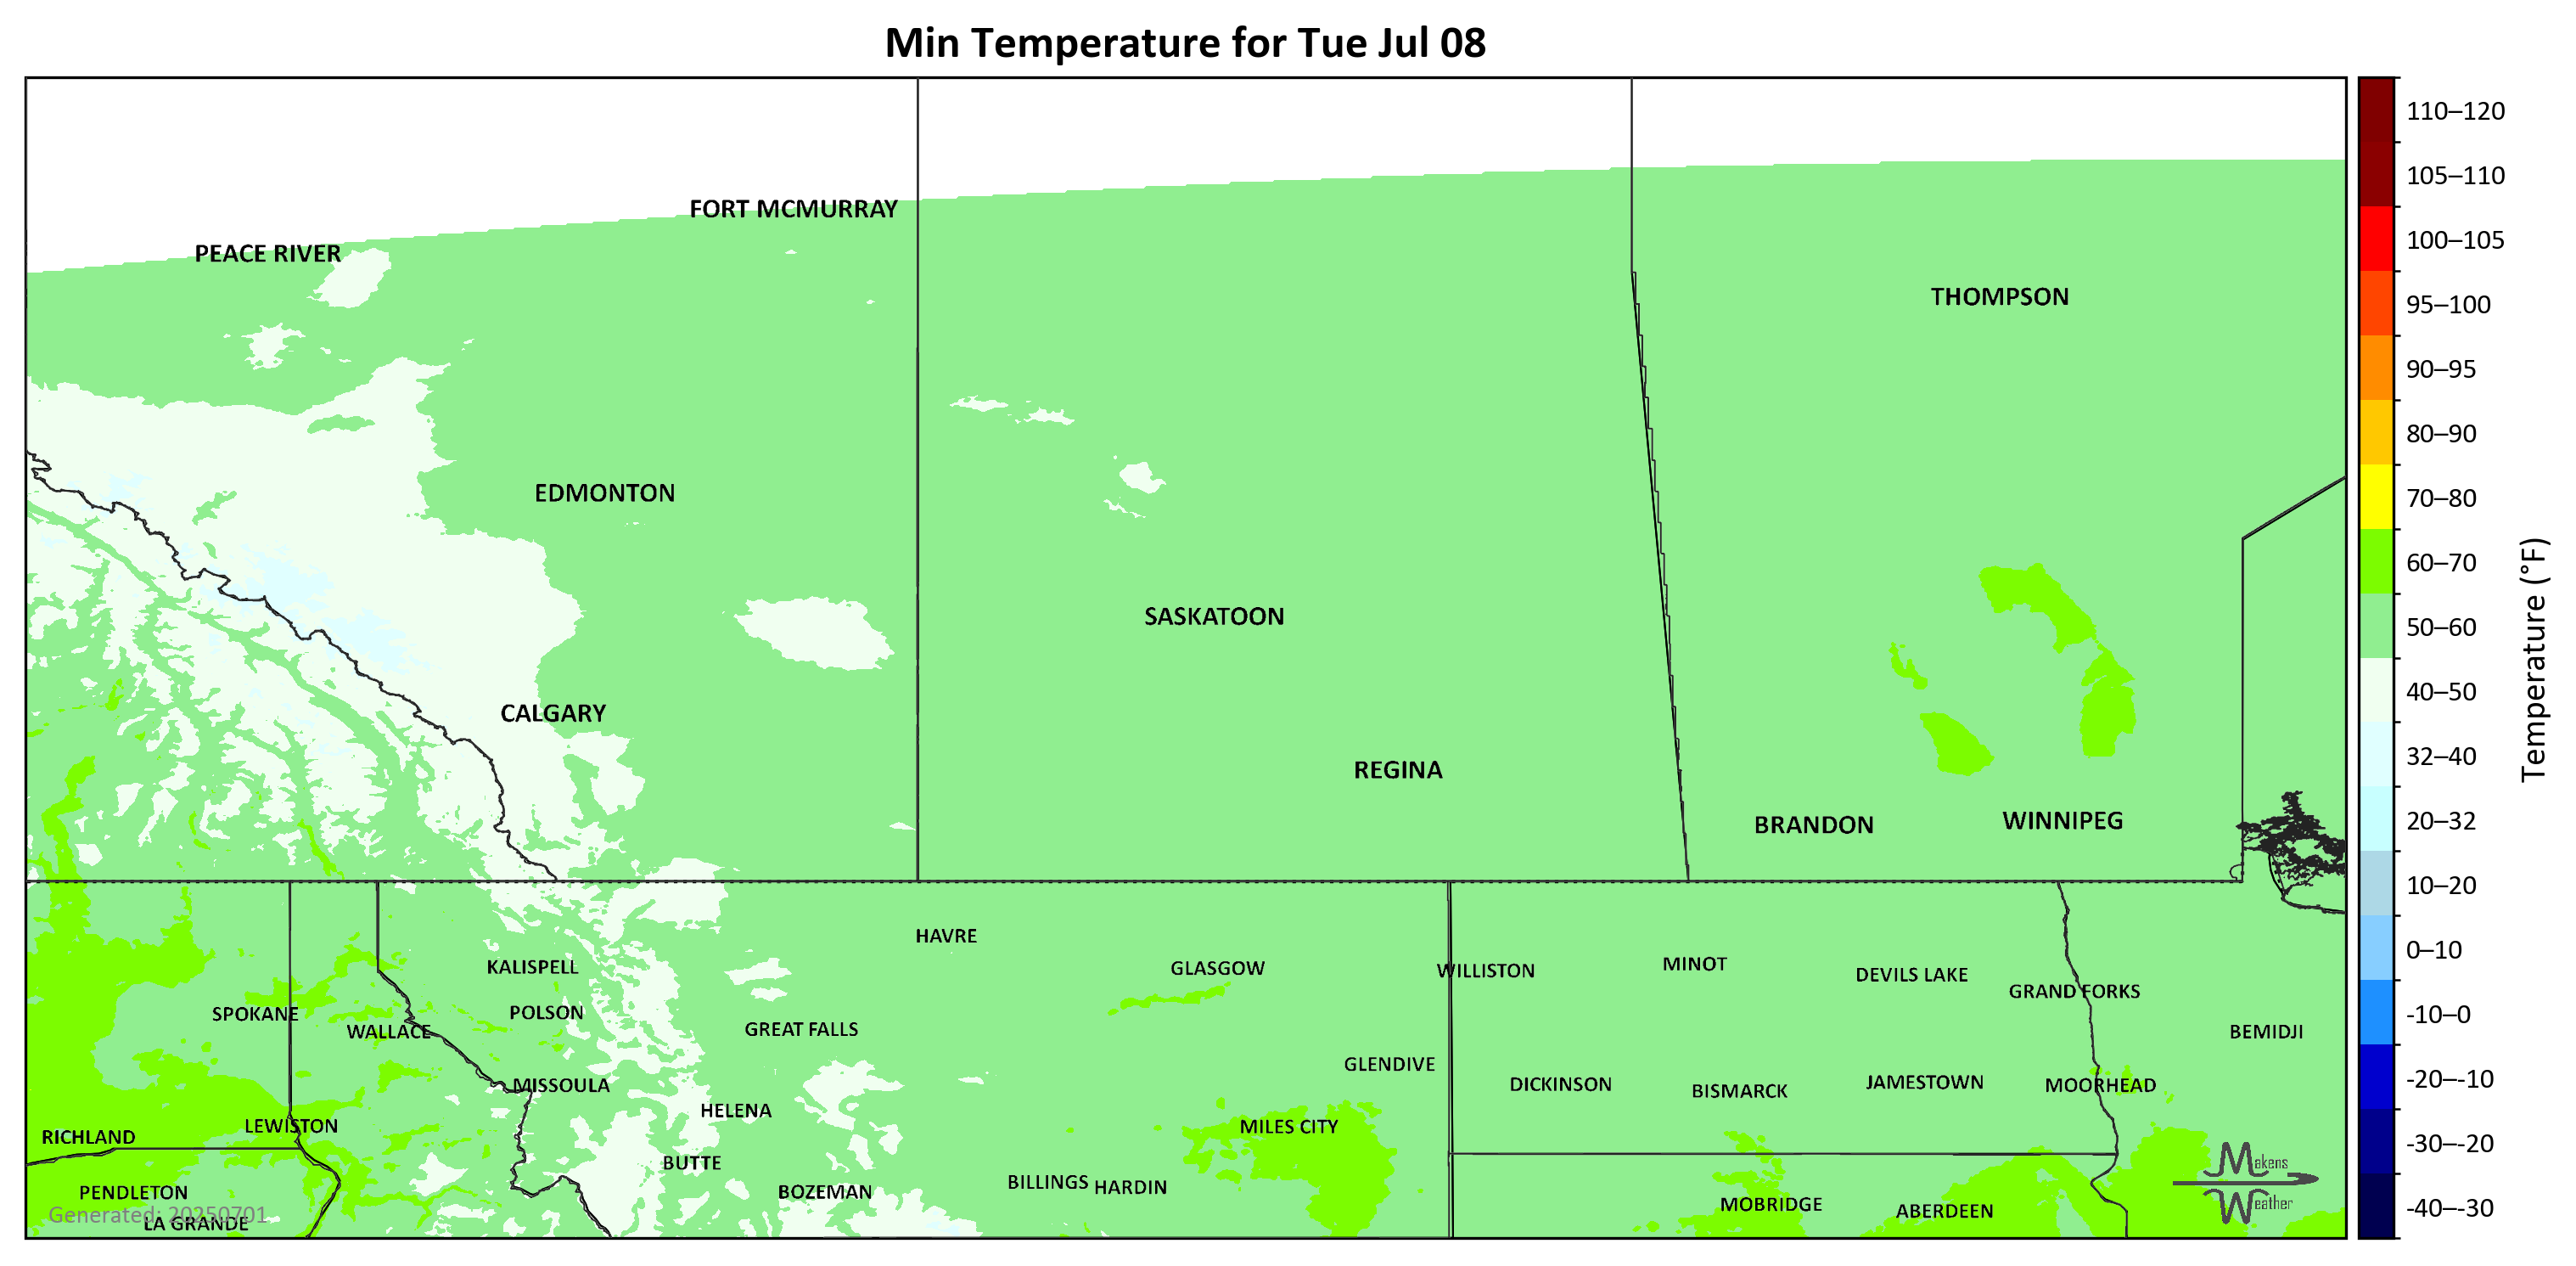 Min Temperature for Tue Jul 08
FORT MCMURRAY
PEACE RIVER
THOMPSON
EDMONTON
SASKATOON
CALGARY
REGINA
BRANDON
WINNIPEG
HAVRE
KALISPELL
GLASGOW
WILLISTON
MINOT
DEVILS LAKE
GRAND FORKS
SPOKANE
POLSON
WALLACE
GREAT FALLS
BEMIDJI
GLENDIVE
MISSOULA
DICKINSON
BISMARCK
JAMESTOWN
MOORHEAD
HELENA
LEWISTON
MILES CITY
RICHLAND
BUTTE
BILLINGS
HARDIN
PENDLETON
BOZEMAN
MOBRIDGE
ABERDEEN
LA GRANDE
Generated: 20250701
Makens
Weather
110–120
105–110
100–105
95–100
90–95
80–90
70–80
60–70
50–60
40–50
32–40
20–32
10–20
0–10
-10–0
-20–-10
-30–-20
-40–-30
Temperature (°F)